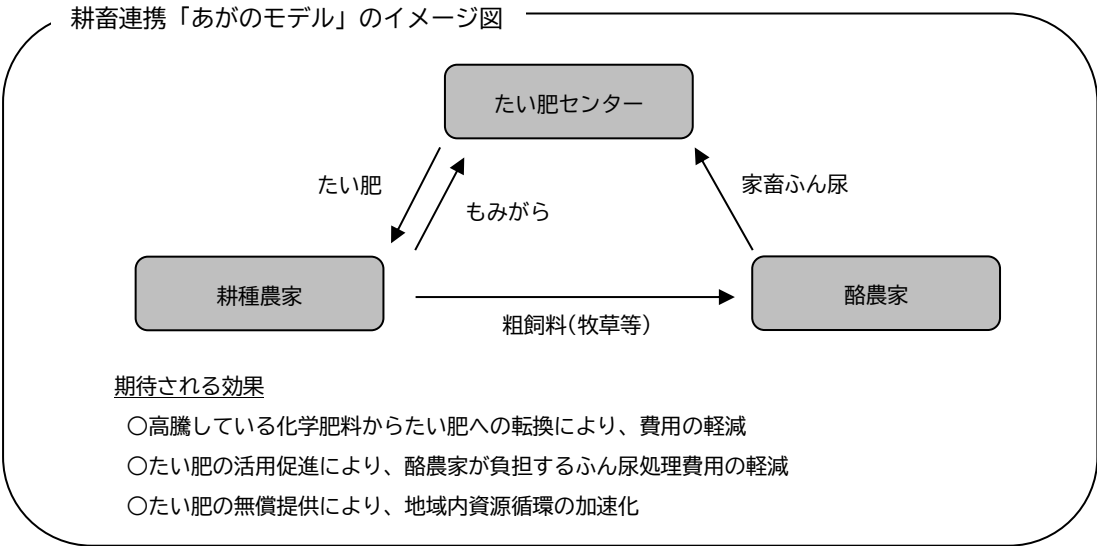 耕畜連携「あがのモデル」のイメージ図
たい肥センター
たい肥
もみがら
家畜ふん尿
耕種農家
酪農家
粗飼料(牧草等)
期待される効果
○高騰している化学肥料からたい肥への転換により、費用の軽減
○たい肥の活用促進により、酪農家が負担するふん尿処理費用の軽減
○たい肥の無償提供により、地域内資源循環の加速化